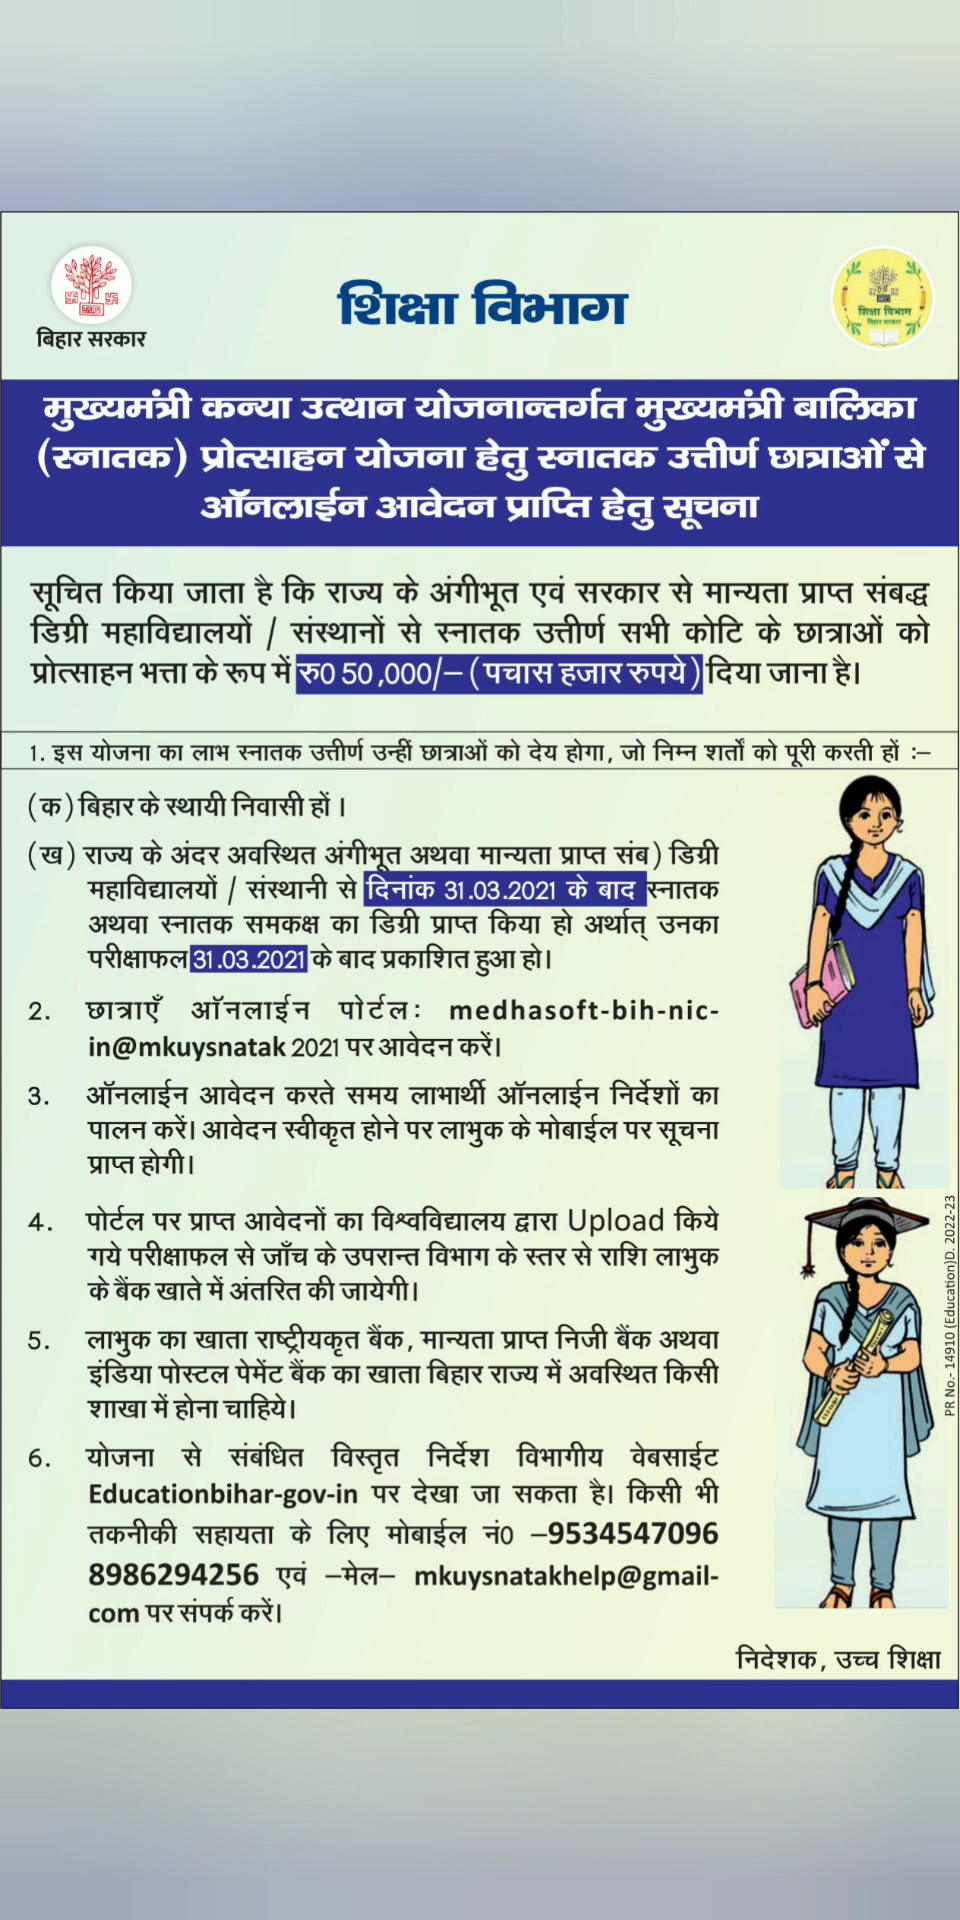 बिहार सरकार
शिक्षा विभाग
शिक्षा विभाग
बिहार सरकार
मुख्यमंत्री कन्या उत्थान योजनान्तर्गत मुख्यमंत्री बालिका
(स्नातक) प्रोत्साहन योजना हेतु स्नातक उत्तीर्ण छात्राओं से
ऑनलाईन आवेदन प्राप्ति हेतु सूचना
सूचित किया जाता है कि राज्य के अंगीभूत एवं सरकार से मान्यता प्राप्त संबद्ध
डिग्री महाविद्यालयों / संस्थानों से स्नातक उत्तीर्ण सभी कोटि के छात्राओं को
प्रोत्साहन भत्ता के रूप में रु0 50,000/– (पचास हजार रुपये) दिया जाना है।
1. इस योजना का लाभ स्नातक उत्तीर्ण उन्हीं छात्राओं को देय होगा, जो निम्न शर्तों को पूरी करती हों :–
(क) बिहार के स्थायी निवासी हों ।
(ख) राज्य के अंदर अवस्थित अंगीभूत अथवा मान्यता प्राप्त संब) डिग्री
महाविद्यालयों / संस्थानी से दिनांक 31.03.2021 के बाद स्नातक
अथवा स्नातक समकक्ष का डिग्री प्राप्त किया हो अर्थात् उनका
परीक्षाफल 31.03.2021 के बाद प्रकाशित हुआ हो।
2. छात्राएँ ऑनलाईन पोर्टल: medhasoft-bih-nic-
in@mkuysnatak 2021 पर आवेदन करें।
3. ऑनलाईन आवेदन करते समय लाभार्थी ऑनलाईन निर्देशों का
पालन करें। आवेदन स्वीकृत होने पर लाभुक के मोबाईल पर सूचना
प्राप्त होगी।
4. पोर्टल पर प्राप्त आवेदनों का विश्वविद्यालय द्वारा Upload किये
गये परीक्षाफल से जाँच के उपरान्त विभाग के स्तर से राशि लाभुक
के बैंक खाते में अंतरित की जायेगी।
5. लाभुक का खाता राष्ट्रीयकृत बैंक, मान्यता प्राप्त निजी बैंक अथवा
इंडिया पोस्टल पेमेंट बैंक का खाता बिहार राज्य में अवस्थित किसी
शाखा में होना चाहिये।
6. योजना से संबंधित विस्तृत निर्देश विभागीय वेबसाईट
Educationbihar-gov-in पर देखा जा सकता है। किसी भी
तकनीकी सहायता के लिए मोबाईल नं0 –9534547096
8986294256 एवं –मेल– mkuysnatakhelp@gmail-
com पर संपर्क करें।
PR No.- 14910 (Education)D. 2022-23
निदेशक, उच्च शिक्षा